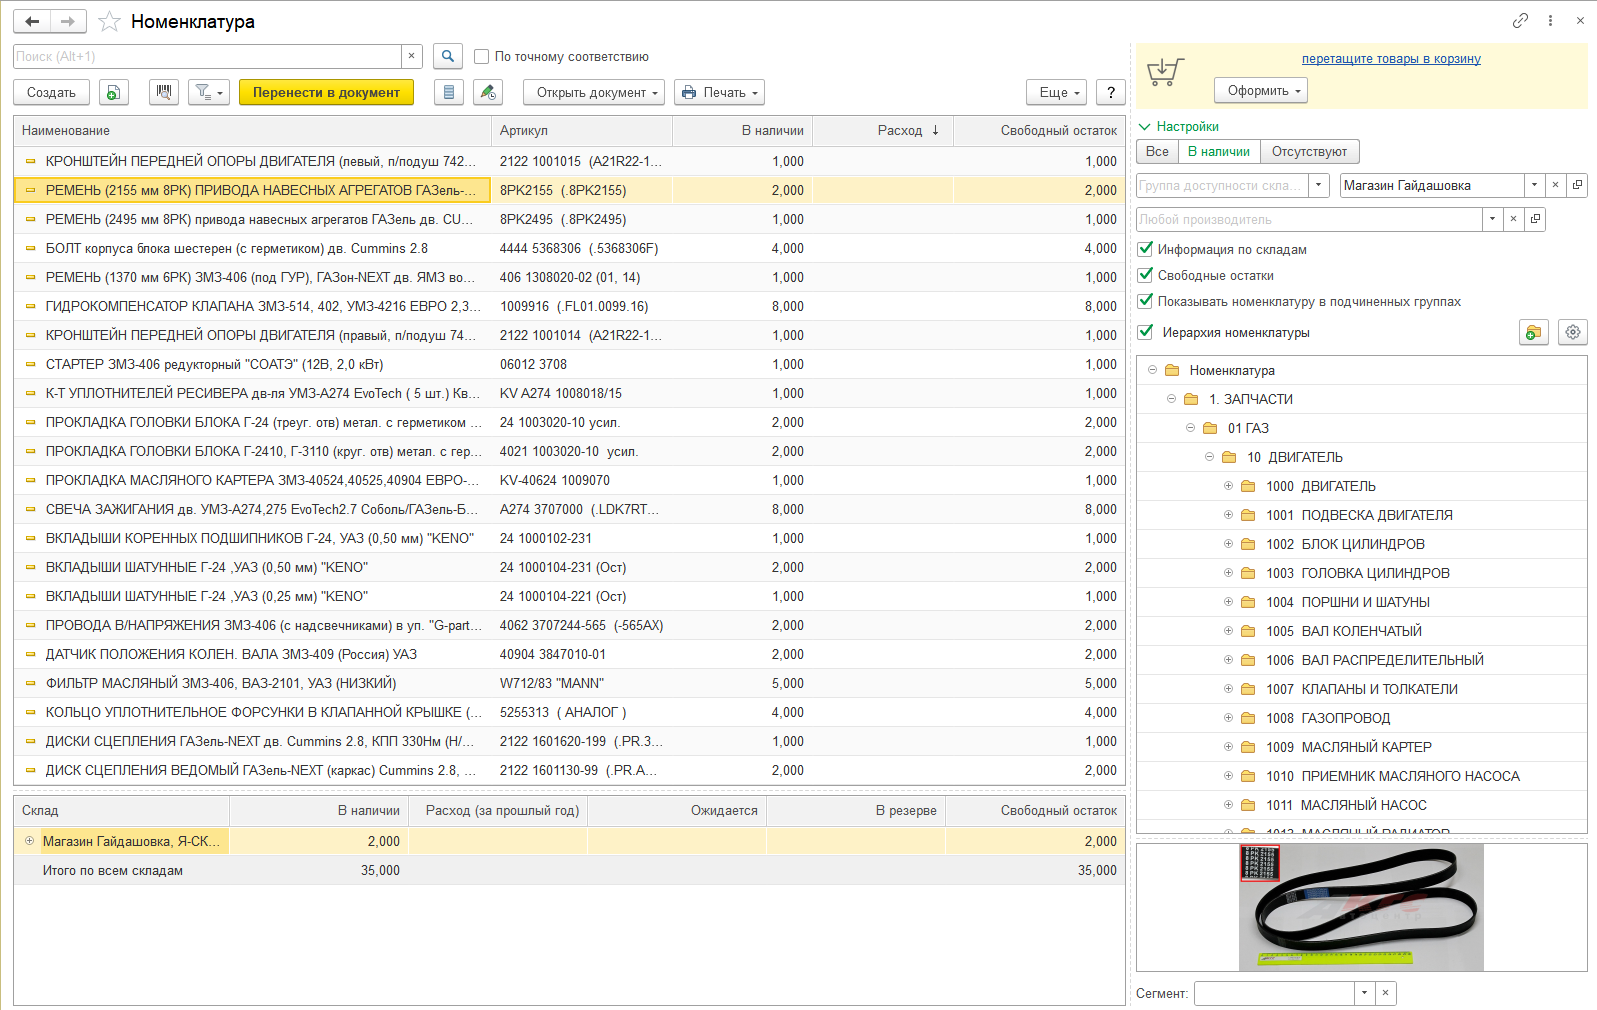 Номенклатура
Поиск (Alt+1)
По точному соответствию
Создать
Перенести в документ
Открыть документ
Печать
Еще
?
перетащите товары в корзину
Оформить
Наименование Артикул В наличии Расход ↓ Свободный остаток
КРОНШТЕЙН ПЕРЕДНЕЙ ОПОРЫ ДВИГАТЕЛЯ (левый, п/подуш 742... 2122 1001015 (A21R22-1... 1,000 1,000
РЕМЕНЬ (2155 мм 8РК) ПРИВОДА НАВЕСНЫХ АГРЕГАТОВ ГАЗель-... 8PK2155 (.8PK2155) 2,000 2,000
РЕМЕНЬ (2495 мм 8РК) привода навесных агрегатов ГАЗель дв. CU... 8PK2495 (.8PK2495) 1,000 1,000
БОЛТ корпуса блока шестерен (с герметиком) дв. Cummins 2.8 4444 5368306 (.5368306F) 4,000 4,000
РЕМЕНЬ (1370 мм 6РК) ЗМЗ-406 (под ГУР), ГАЗон-NEXT дв. ЯМЗ во... 406 1308020-02 (01, 14) 1,000 1,000
ГИДРОКОМПЕНСАТОР КЛАПАНА ЗМЗ-514, 402, УМЗ-4216 ЕВРО 2,3... 1009916 (.FL01.0099.16) 8,000 8,000
КРОНШТЕЙН ПЕРЕДНЕЙ ОПОРЫ ДВИГАТЕЛЯ (правый, п/подуш 74... 2122 1001014 (A21R22-1... 1,000 1,000
СТАРТЕР ЗМЗ-406 редукторный "СОАТЭ" (12В, 2,0 кВт) 06012 3708 1,000 1,000
К-Т УПЛОТНИТЕЛЕЙ РЕСИВЕРА дв-ля УМЗ-А274 EvoTech ( 5 шт.) Кв... KV A274 1008018/15 1,000 1,000
ПРОКЛАДКА ГОЛОВКИ БЛОКА Г-24 (треуг. отв) метал. с герметиком ... 24 1003020-10 усил. 2,000 2,000
ПРОКЛАДКА ГОЛОВКИ БЛОКА Г-2410, Г-3110 (круг. отв) метал. с гер... 4021 1003020-10 усил. 2,000 2,000
ПРОКЛАДКА МАСЛЯНОГО КАРТЕРА ЗМЗ-40524,40525,40904 ЕВРО-... KV-40624 1009070 1,000 1,000
СВЕЧА ЗАЖИГАНИЯ дв. УМЗ-А274,275 EvoTech2.7 Соболь/ГАЗель-Б... A274 3707000 (.LDK7RT... 8,000 8,000
ВКЛАДЫШИ КОРЕННЫХ ПОДШИПНИКОВ Г-24, УАЗ (0,50 мм) "KENO" 24 1000102-231 1,000 1,000
ВКЛАДЫШИ ШАТУННЫЕ Г-24 ,УАЗ (0,50 мм) "KENO" 24 1000104-231 (Ост) 2,000 2,000
ВКЛАДЫШИ ШАТУННЫЕ Г-24 ,УАЗ (0,25 мм) "KENO" 24 1000104-221 (Ост) 1,000 1,000
ПРОВОДА В/НАПРЯЖЕНИЯ ЗМЗ-406 (с надсвечниками) в уп. "G-part... 4062 3707244-565 (-565AX) 2,000 2,000
ДАТЧИК ПОЛОЖЕНИЯ КОЛЕН. ВАЛА ЗМЗ-409 (Россия) УАЗ 40904 3847010-01 2,000 2,000
ФИЛЬТР МАСЛЯНЫЙ ЗМЗ-406, ВАЗ-2101, УАЗ (НИЗКИЙ) W712/83 "MANN" 5,000 5,000
КОЛЬЦО УПЛОТНИТЕЛЬНОЕ ФОРСУНКИ В КЛАПАННОЙ КРЫШКЕ (... 5255313 ( АНАЛОГ ) 4,000 4,000
ДИСКИ СЦЕПЛЕНИЯ ГАЗель-NEXT дв. Cummins 2.8, КПП 330Нм (Н/... 2122 1601620-199 (.PR.3... 1,000 1,000
ДИСК СЦЕПЛЕНИЯ ВЕДОМЫЙ ГАЗель-NEXT (каркас) Cummins 2.8, ... 2122 1601130-99 (.PR.A... 2,000 2,000
Склад В наличии Расход (за прошлый год) Ожидается В резерве Свободный остаток
Магазин Гайдашовка, Я-СК... 2,000 2,000
Итого по всем складам 35,000 35,000
Настройки
Все В наличии Отсутствуют
Группа доступности скла... Магазин Гайдашовка
Любой производитель
Информация по складам
Свободные остатки
Показывать номенклатуру в подчиненных группах
Иерархия номенклатуры
Номенклатура
1. ЗАПЧАСТИ
01 ГАЗ
10 ДВИГАТЕЛЬ
1000 ДВИГАТЕЛЬ
1001 ПОДВЕСКА ДВИГАТЕЛЯ
1002 БЛОК ЦИЛИНДРОВ
1003 ГОЛОВКА ЦИЛИНДРОВ
1004 ПОРШНИ И ШАТУНЫ
1005 ВАЛ КОЛЕНЧАТЫЙ
1006 ВАЛ РАСПРЕДЕЛИТЕЛЬНЫЙ
1007 КЛАПАНЫ И ТОЛКАТЕЛИ
1008 ГАЗОПРОВОД
1009 МАСЛЯНЫЙ КАРТЕР
1010 ПРИЕМНИК МАСЛЯНОГО НАСОСА
1011 МАСЛЯНЫЙ НАСОС
1013 МАСЛЯНЫЙ РАДИАТОР
8 PK 2155
8 PK 2155
8 PK 2155
8 PK 2155
Сегмент: